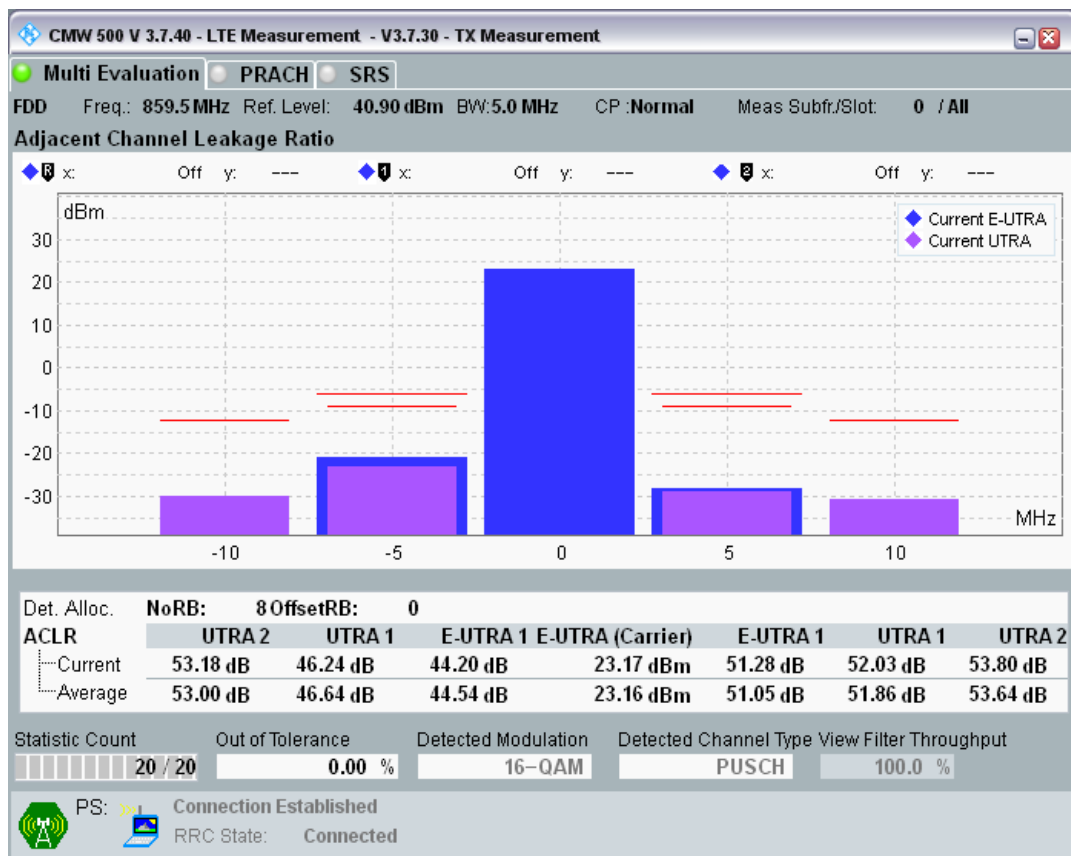 CMW 500 V 3.7.40 - LTE Measurement - V3.7.30 - TX Measurement
Multi Evaluation PRACH SRS
FDD Freq.: 859.5 MHz Ref. Level: 40.90 dBm BW:5.0 MHz CP :Normal Meas Subfr./Slot: 0 / All
Adjacent Channel Leakage Ratio
R x: Off y: --- 1 x: Off y: --- 2 x: Off y: ---
dBm
Current E-UTRA
Current UTRA
30
20
10
0
-10
-20
-30
MHz
-10 -5 0 5 10
Det. Alloc. NoRB: 8 OffsetRB: 0
ACLR UTRA 2 UTRA 1 E-UTRA 1 E-UTRA (Carrier) E-UTRA 1 UTRA 1 UTRA 2
Current 53.18 dB 46.24 dB 44.20 dB 23.17 dBm 51.28 dB 52.03 dB 53.80 dB
Average 53.00 dB 46.64 dB 44.54 dB 23.16 dBm 51.05 dB 51.86 dB 53.64 dB
Statistic Count Out of Tolerance Detected Modulation Detected Channel Type View Filter Throughput
20 / 20 0.00 % 16-QAM PUSCH 100.0 %
PS: Connection Established
RRC State: Connected